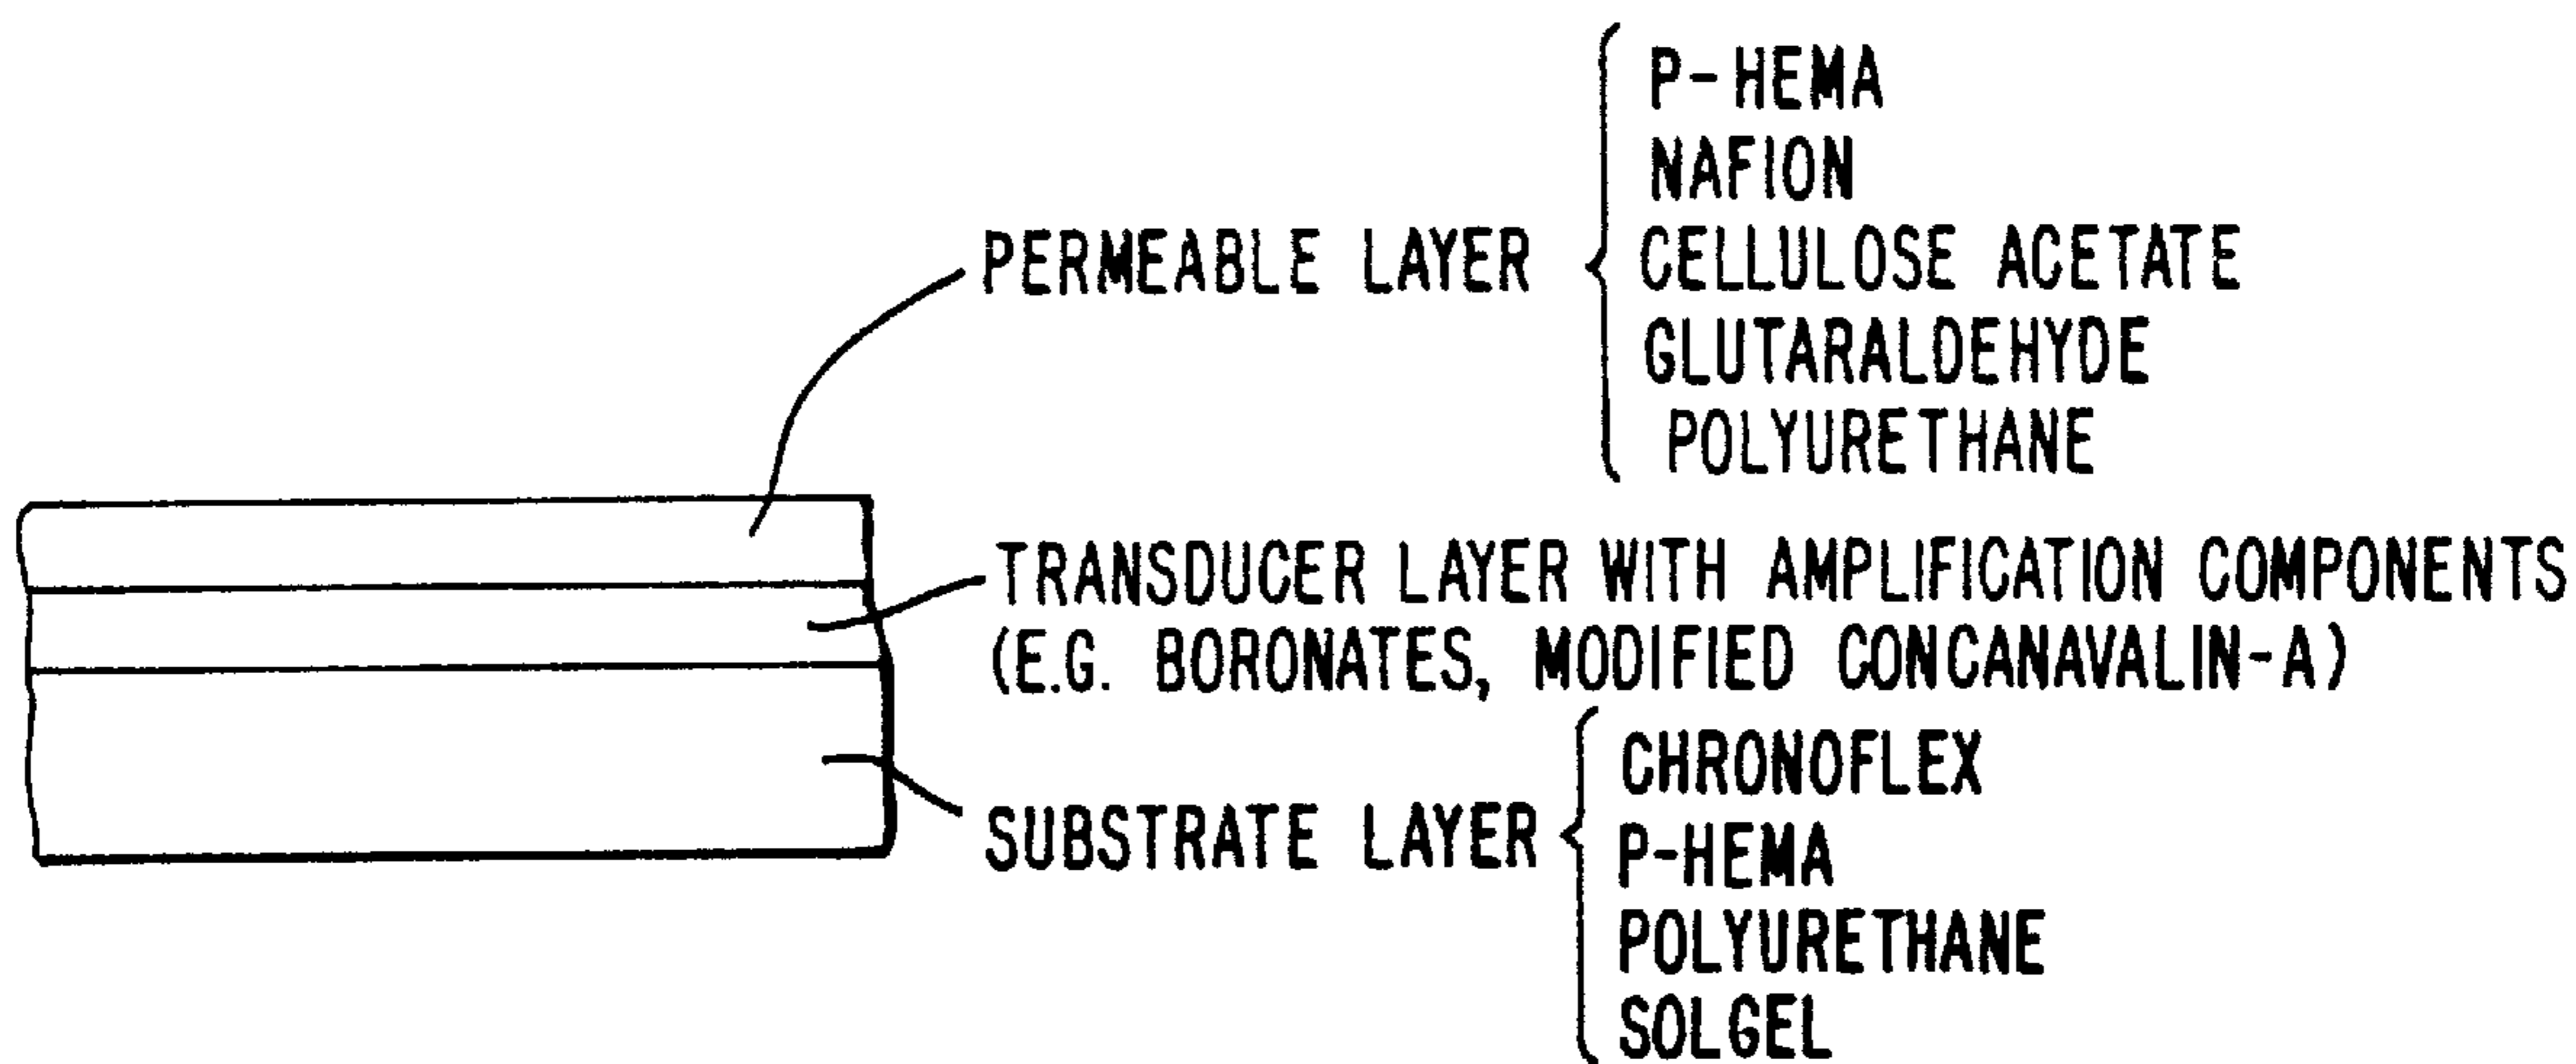 P-HEMA
NAFION
PERMEABLE LAYER
CELLULOSE ACETATE
GLUTARALDEHYDE
POLYURETHANE
TRANSDUCER LAYER WITH AMPLIFICATION COMPONENTS
(E.G. BORONATES, MODIFIED CONCANAVALIN-A)
SUBSTRATE LAYER
CHRONOFLEX
P-HEMA
POLYURETHANE
SOLGEL